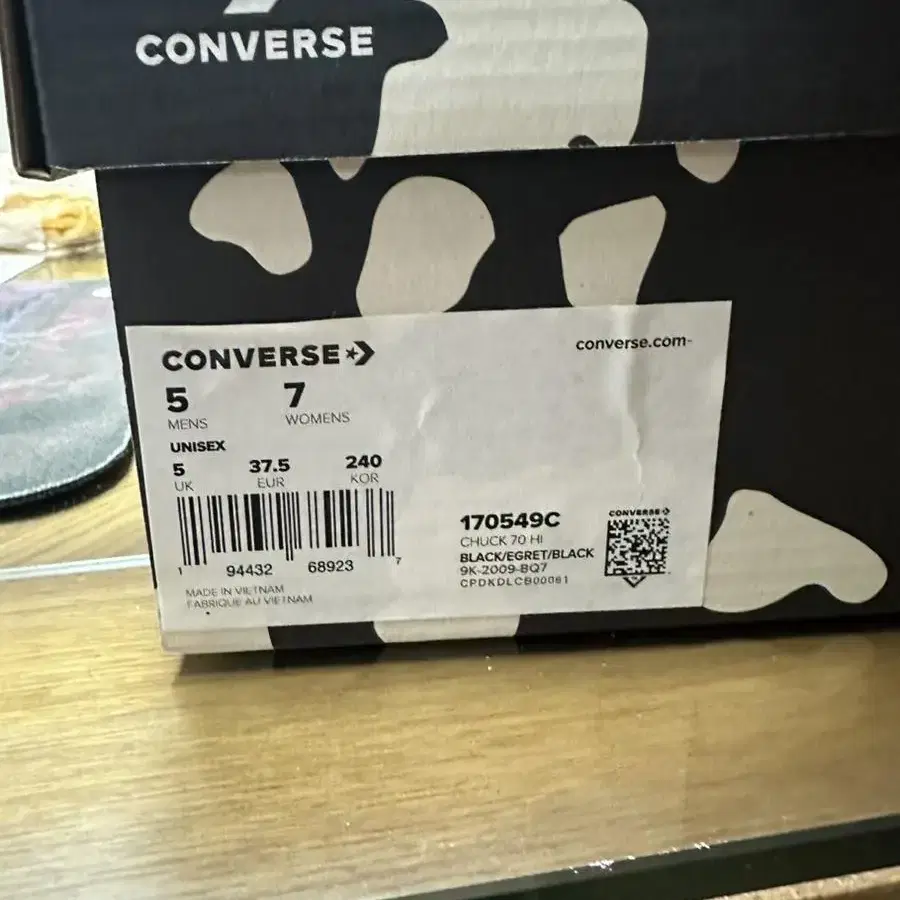 CONVERSE
CONVERSE
converse.com
5 7
MENS WOMENS
UNISEX
5 37.5 240
UK EUR KOR
1 94432 68923 7
MADE IN VIETNAM
FABRIQUE AU VIETNAM
170549C
CHUCK 70 HI
BLACK/EGRET/BLACK
9K-2009-BQ7
CPDKDLCB00061
CONVERSE